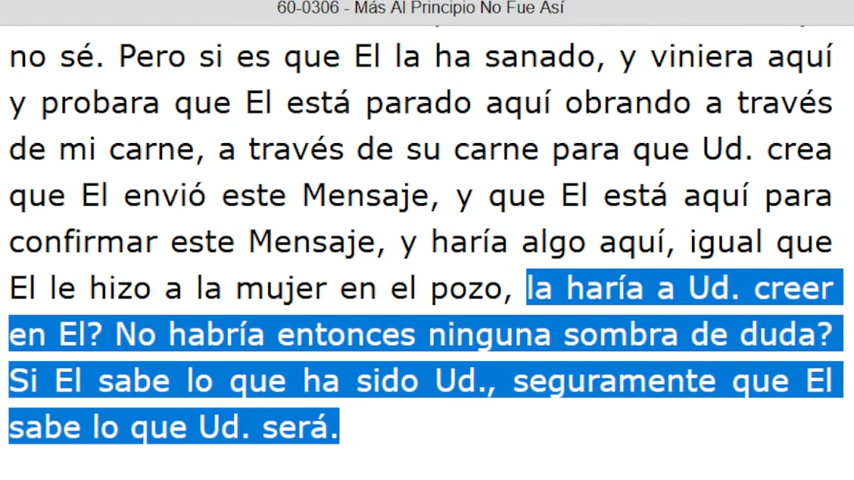 60-0306 - Más Al Principio No Fue Así
no sé. Pero si es que El la ha sanado, y viniera aquí
y probara que El está parado aquí obrando a través
de mi carne, a través de su carne para que Ud. crea
que El envió este Mensaje, y que El está aquí para
confirmar este Mensaje, y haría algo aquí, igual que
El le hizo a la mujer en el pozo, la haría a Ud. creer
en El? No habría entonces ninguna sombra de duda?
Si El sabe lo que ha sido Ud., seguramente que El
sabe lo que Ud. será.